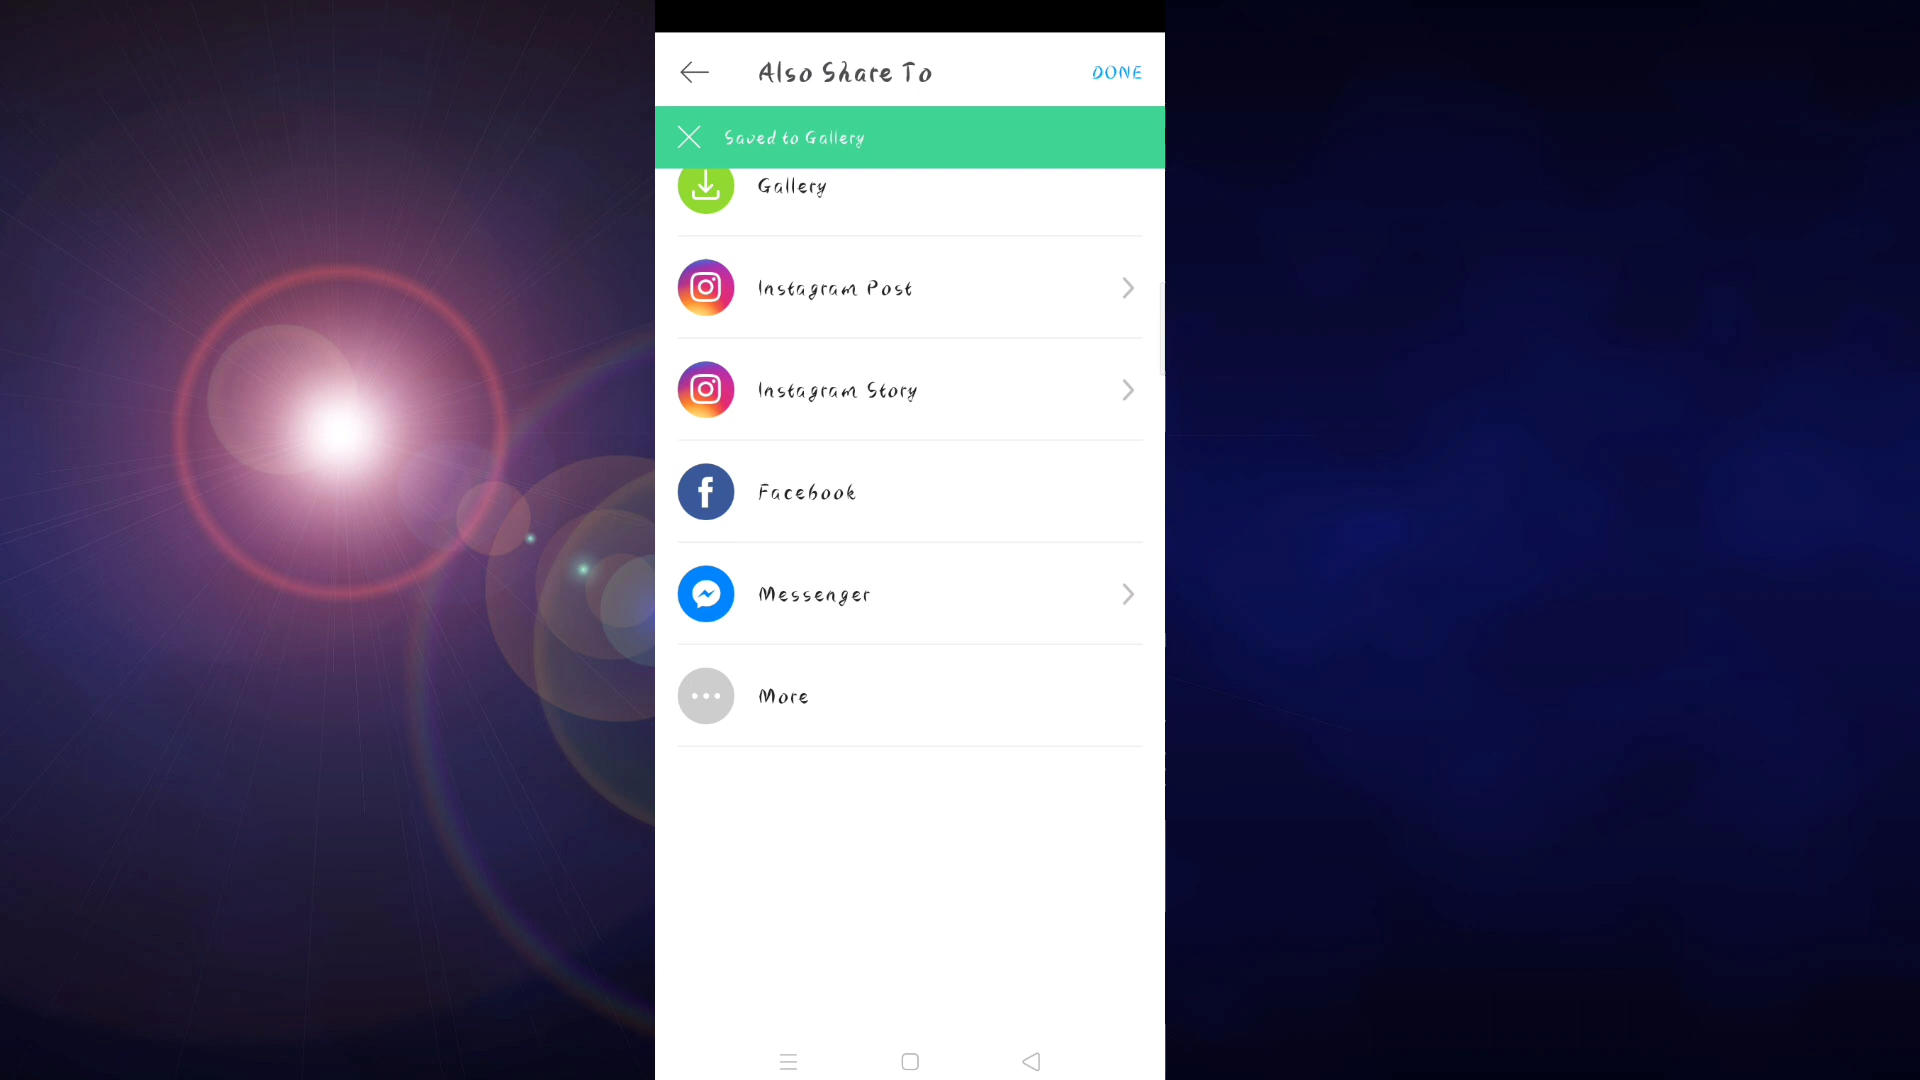 Also Share To
DONE
Saved to Gallery
Gallery
Instagram Post
Instagram Story
Facebook
Messenger
More